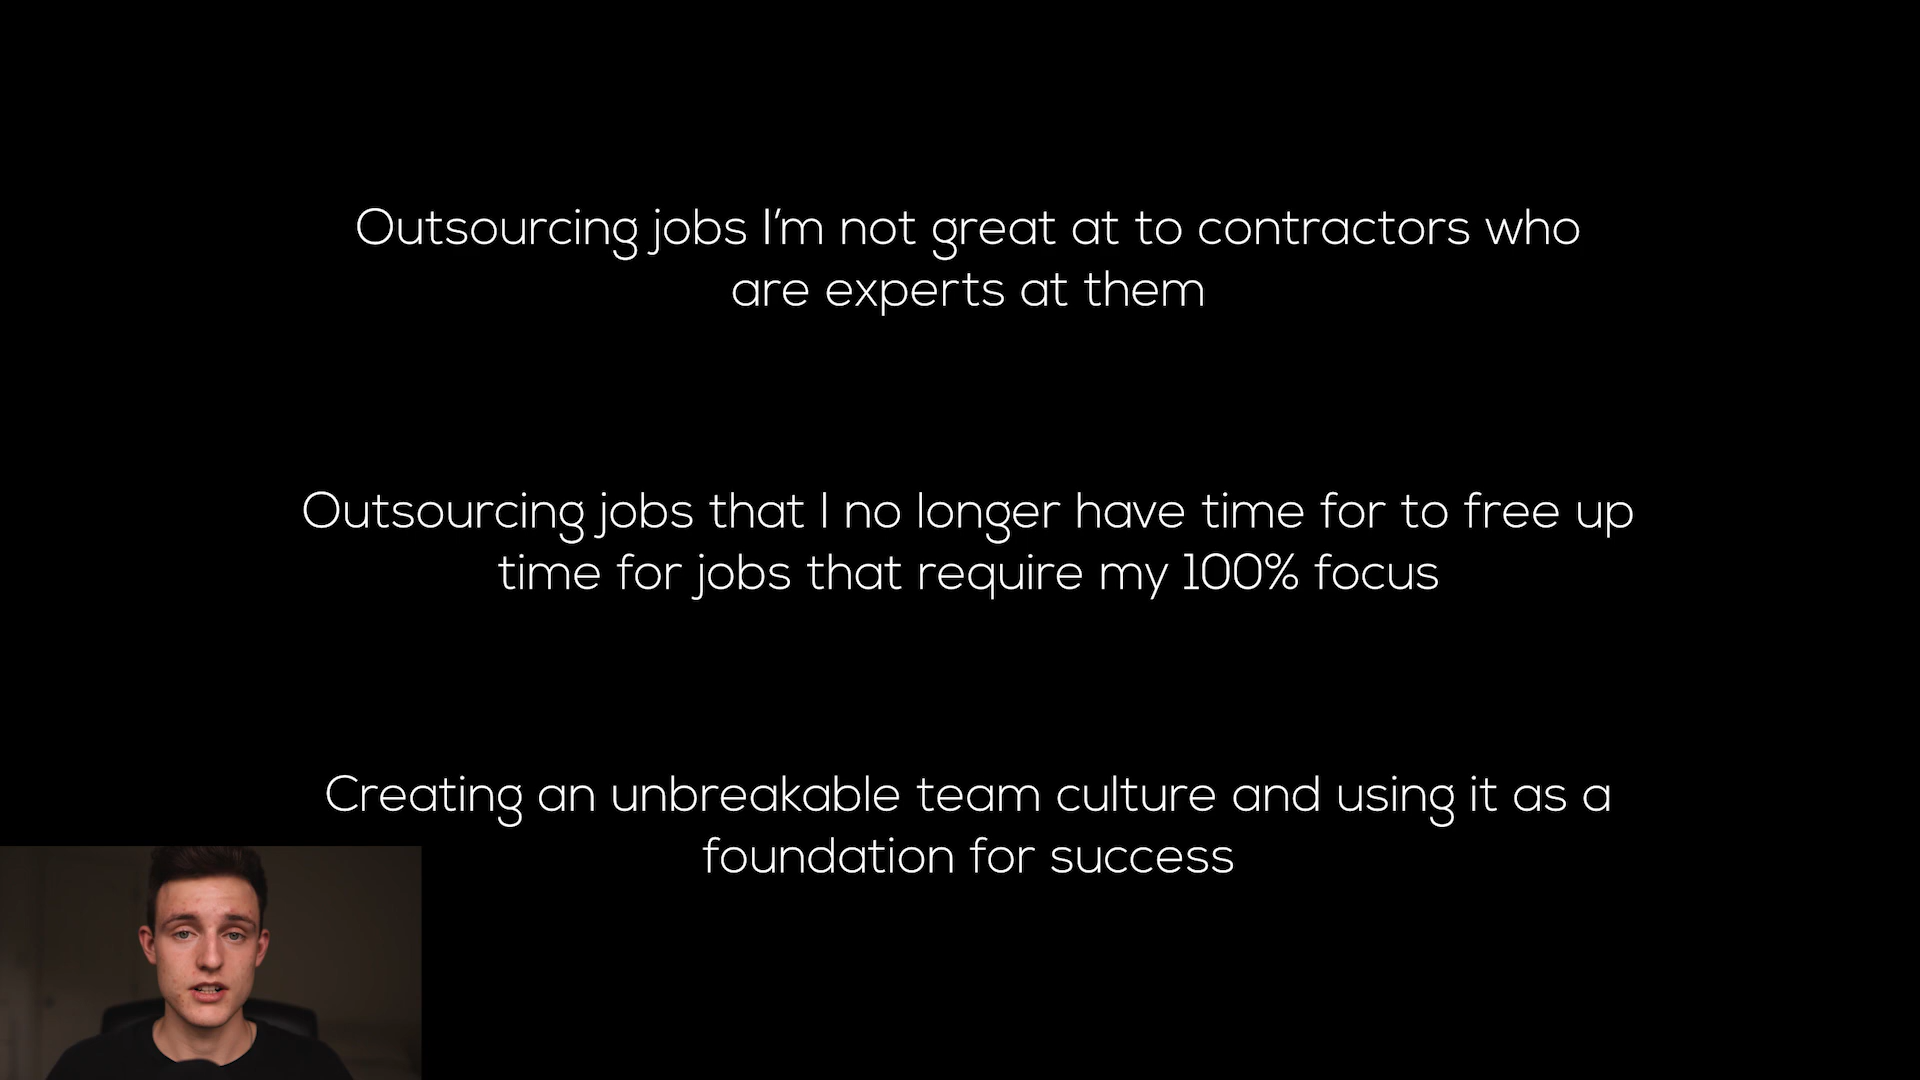 Outsourcing jobs I'm not great at to contractors who
are experts at them
Outsourcing jobs that I no longer have time for to free up
time for jobs that require my 100% focus
Creating an unbreakable team culture and using it as a
foundation for success